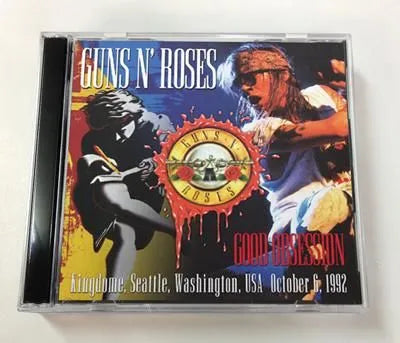 GUNS N' ROSES
GUNS N
ROSES
GOOD OBSESSION
Kingdome, Seattle, Washington, USA October 6, 1992